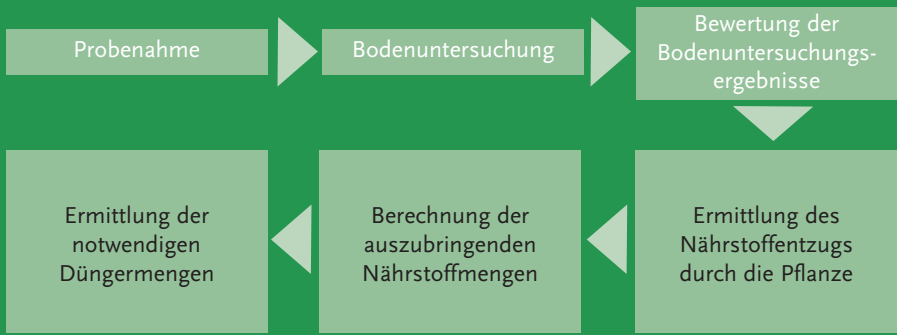 Probenahme
Bodenuntersuchung
Bewertung der
Bodenuntersuchungs-
ergebnisse
Ermittlung des
Nährstoffentzugs
durch die Pflanze
Berechnung der
auszubringenden
Nährstoffmengen
Ermittlung der
notwendigen
Düngermengen